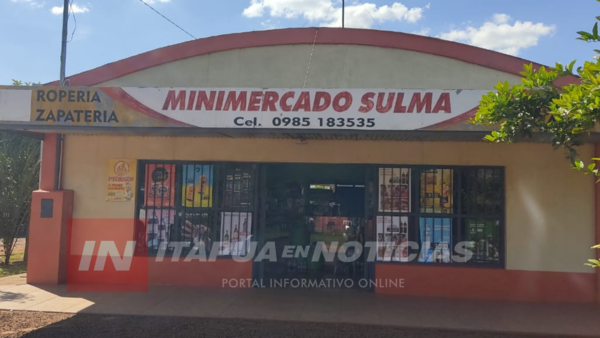 ROPERIA
ZAPATERIA
MINIMERCADO SULMA
Cel. 0985 183535
IN ITAPUA EN NOTICIAS
PORTAL INFORMATIVO ONLINE